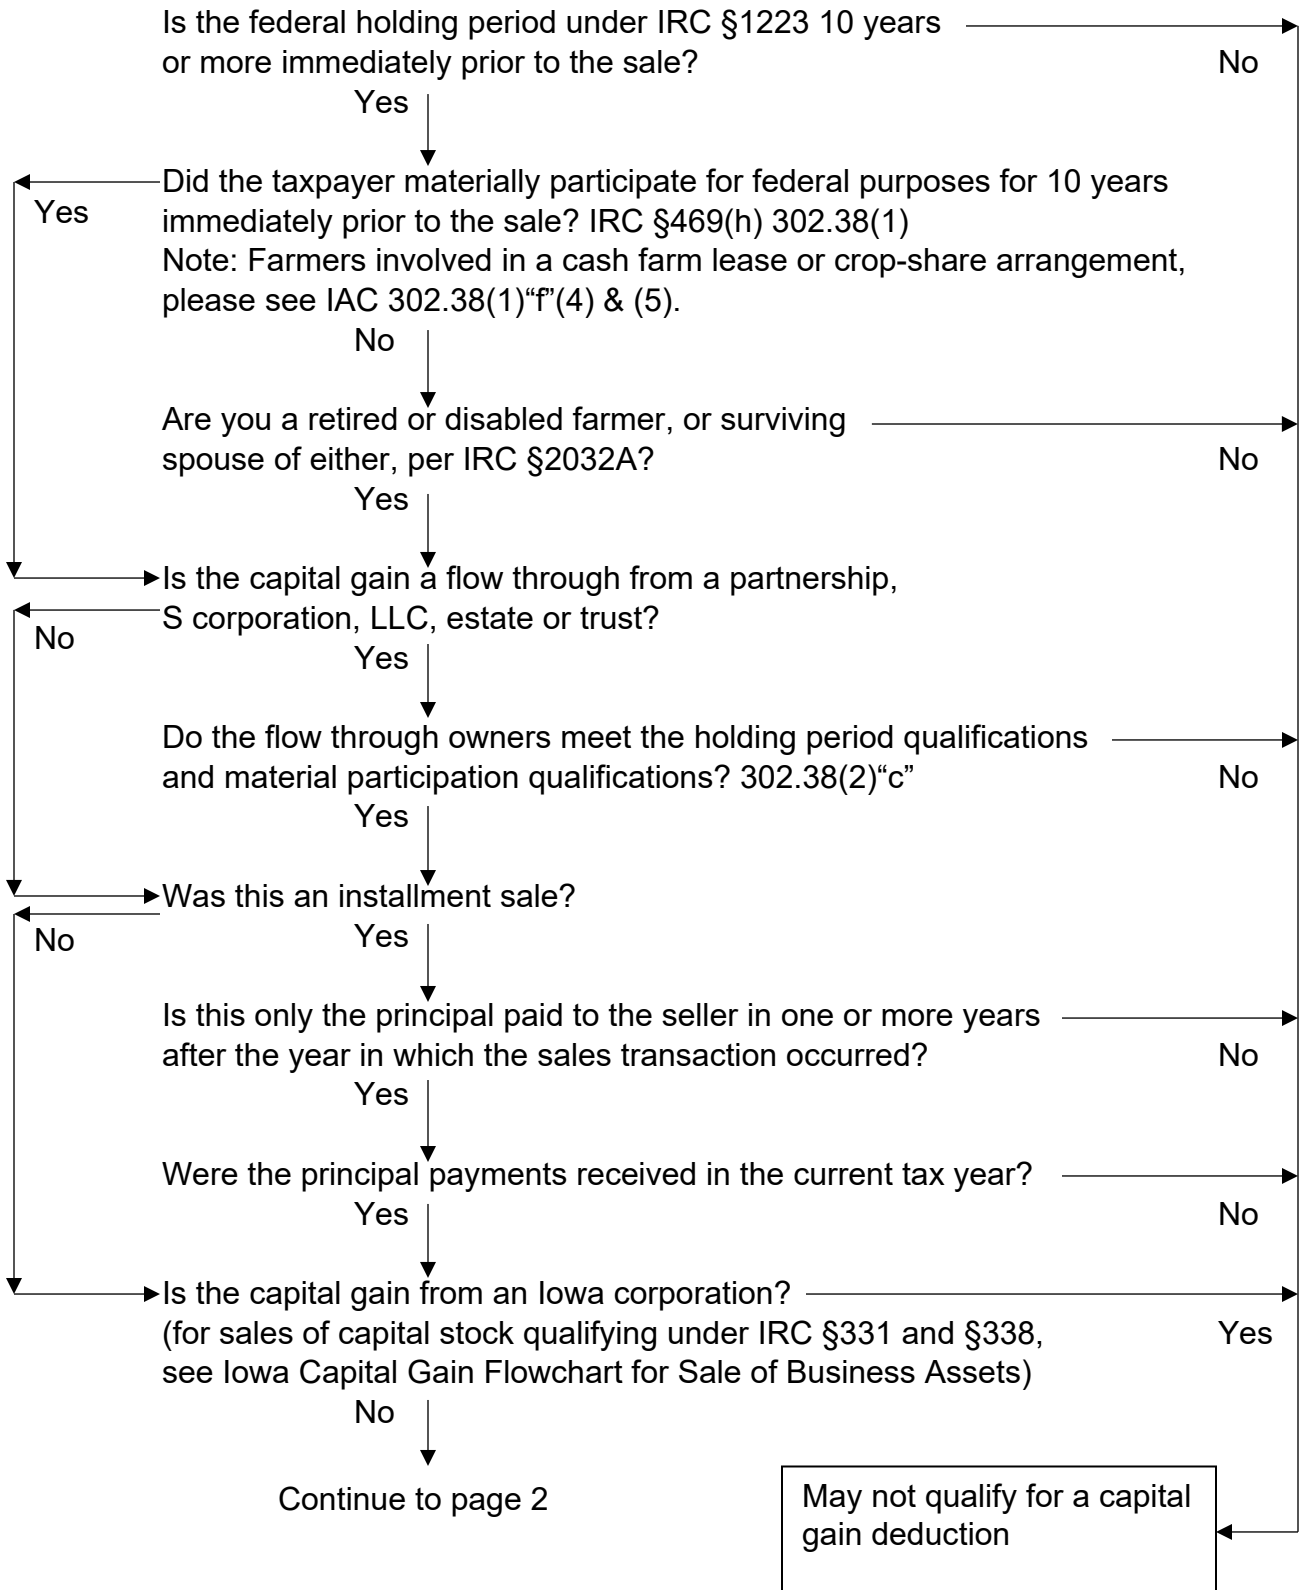 Is the federal holding period under IRC §1223 10 years
or more immediately prior to the sale?
No
Yes
Did the taxpayer materially participate for federal purposes for 10 years
Yes
immediately prior to the sale? IRC §469(h) 302.38(1)
Note: Farmers involved in a cash farm lease or crop-share arrangement,
please see IAC 302.38(1)“f”(4) & (5).
No
Are you a retired or disabled farmer, or surviving
spouse of either, per IRC §2032A?
No
Yes
Is the capital gain a flow through from a partnership,
S corporation, LLC, estate or trust?
No
Yes
Do the flow through owners meet the holding period qualifications
and material participation qualifications? 302.38(2)“c”
No
Yes
Was this an installment sale?
No
Yes
Is this only the principal paid to the seller in one or more years
after the year in which the sales transaction occurred?
No
Yes
Were the principal payments received in the current tax year?
Yes
No
Is the capital gain from an Iowa corporation?
(for sales of capital stock qualifying under IRC §331 and §338,
Yes
see Iowa Capital Gain Flowchart for Sale of Business Assets)
No
Continue to page 2
May not qualify for a capital
gain deduction